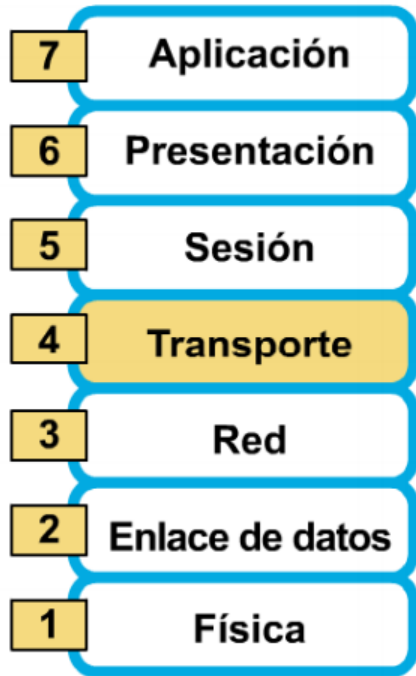 7 Aplicación
6 Presentación
5 Sesión
4 Transporte
3 Red
2 Enlace de datos
1 Física